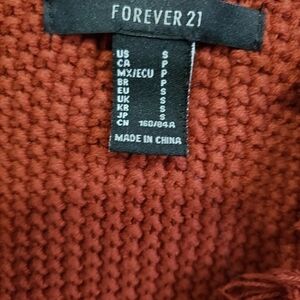 FOREVER 21
US S
CA P
MX/ECU P
BR P
EU S
UK S
KR S
JP S
CN 160/84A
MADE IN CHINA